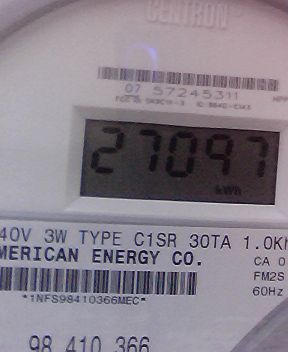 CENTRON
07 57245311
27097
kWh
40V 3W TYPE C1SR 30TA 1.0Kh
MERICAN ENERGY CO.
CA 0
FM2S
*1NFS98410366MEC*
60Hz
98 410 366